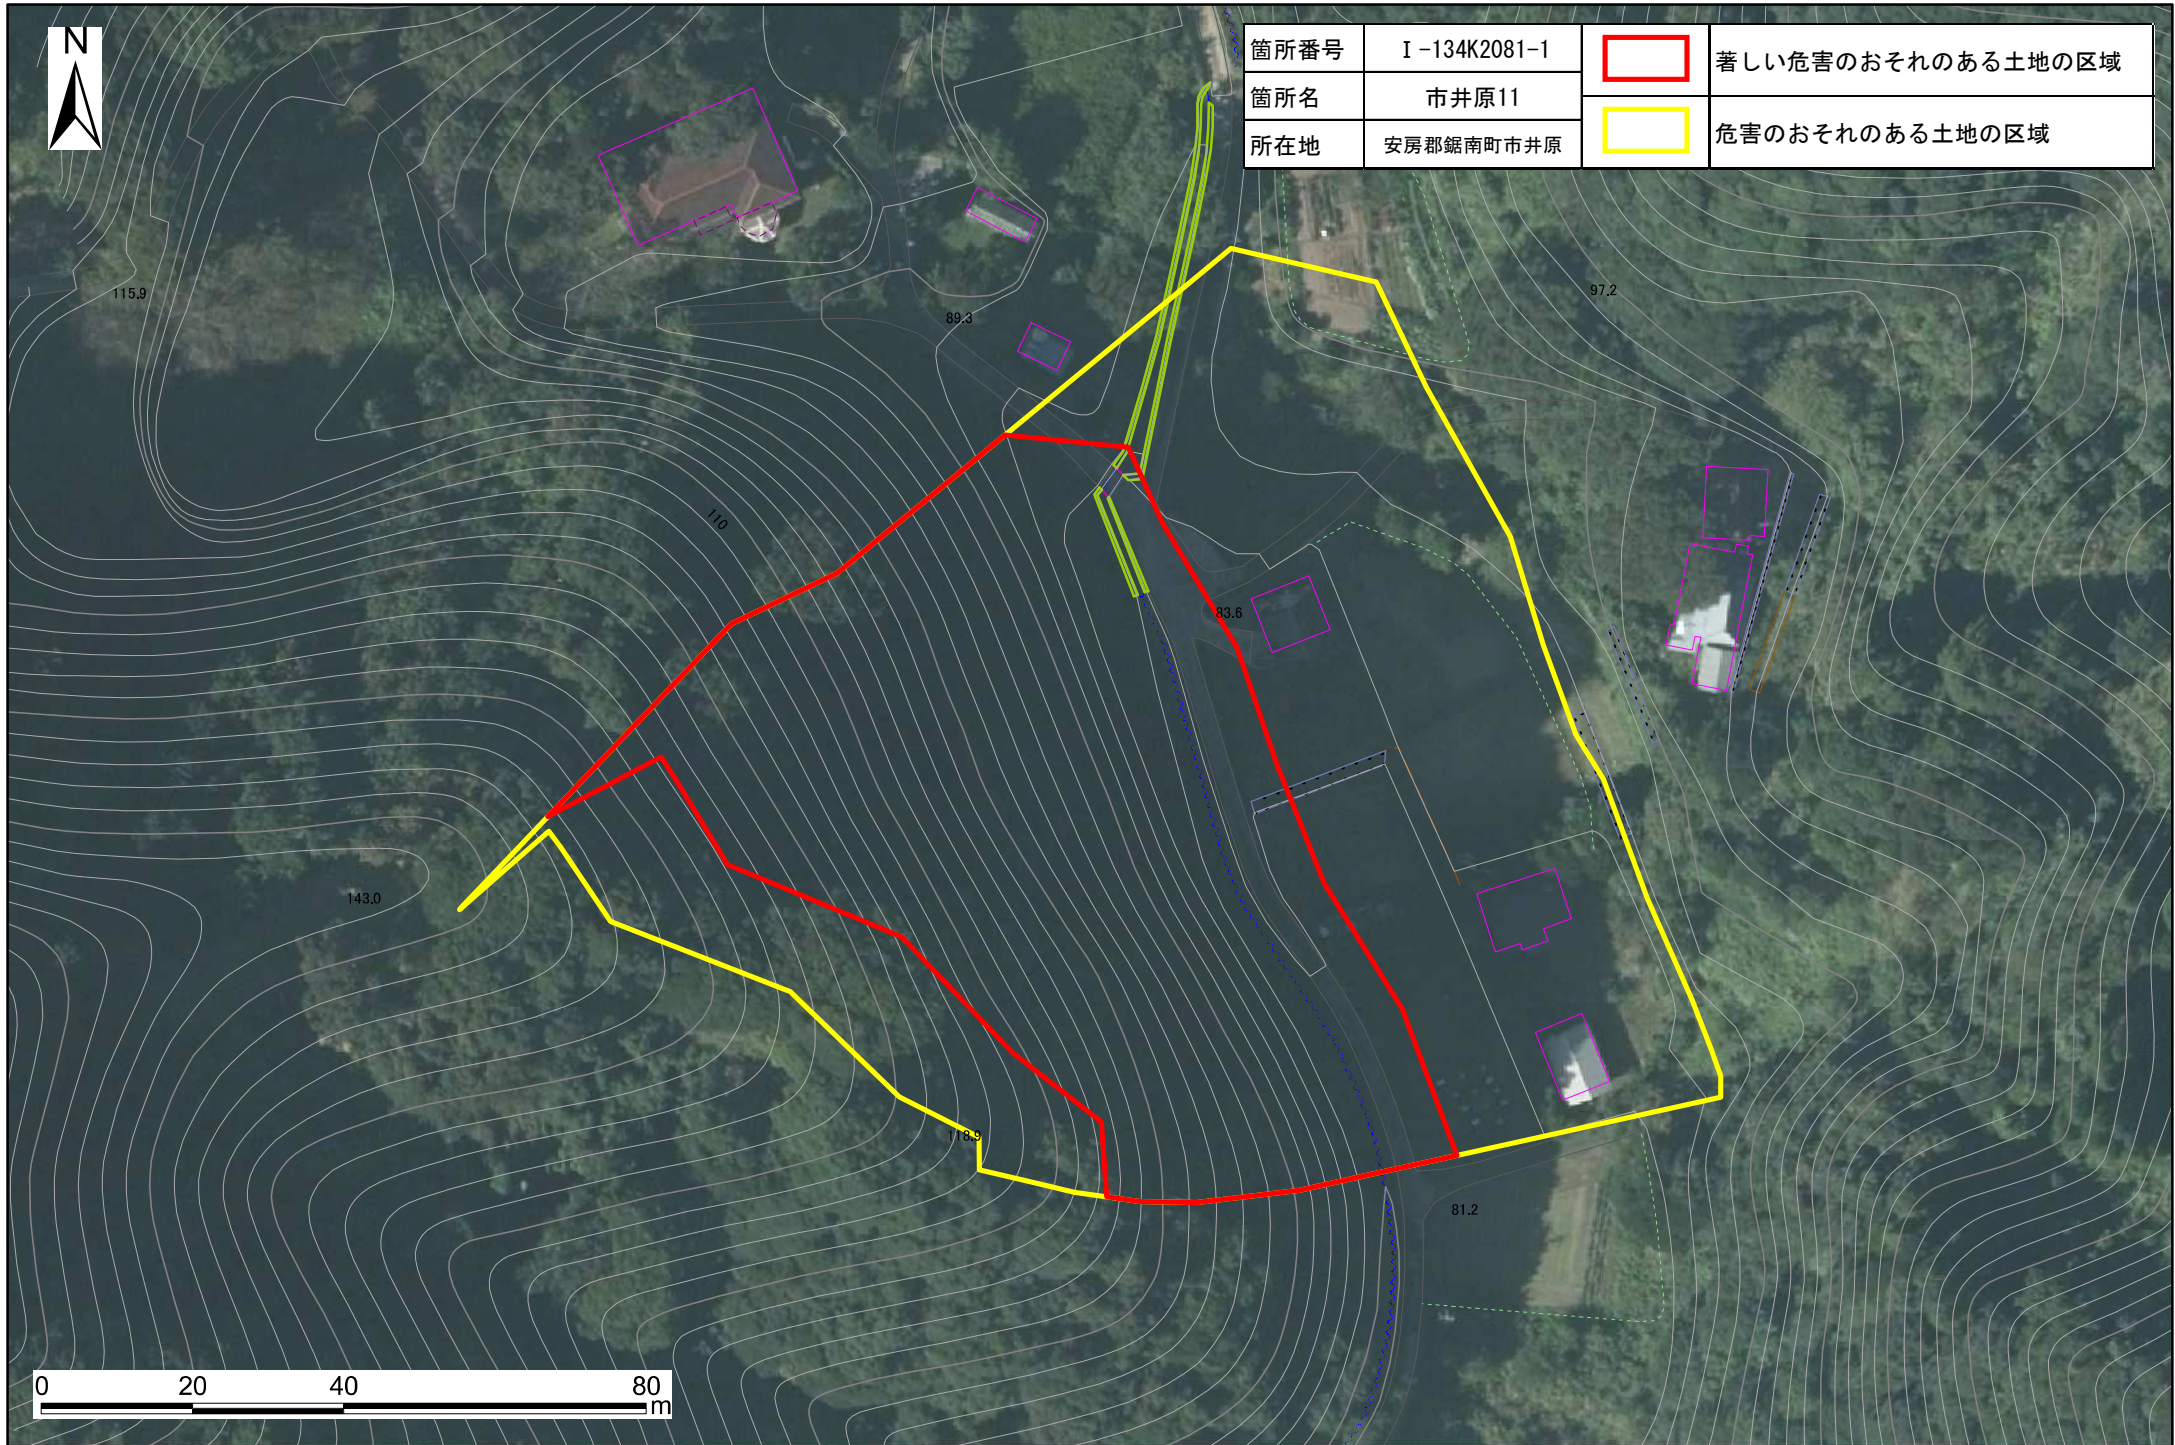 N
箇所番号 Ⅰ-134K2081-1
著しい危害のおそれのある土地の区域
箇所名 市井原11
危害のおそれのある土地の区域
所在地 安房郡鋸南町市井原
115.9
97.2
89.3
110
83.6
143.0
118.9
81.2
0 20 40 80
m